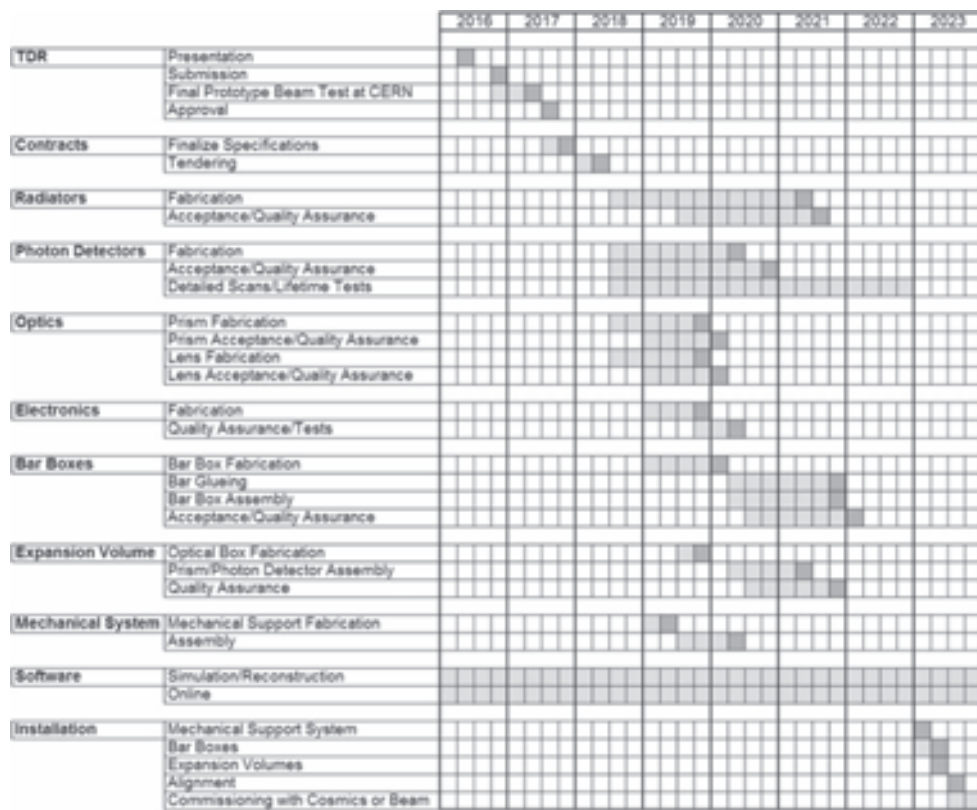 2016 2017 2018 2019 2020 2021 2022 2023
TDR Presentation
Submission
Final Prototype Beam Test at CERN
Approval
Contracts Finalize Specifications
Tendering
Radiators Fabrication
Acceptance/Quality Assurance
Photon Detectors Fabrication
Acceptance/Quality Assurance
Detailed Scans/Lifetime Tests
Optics Prism Fabrication
Prism Acceptance/Quality Assurance
Lens Fabrication
Lens Acceptance/Quality Assurance
Electronics Fabrication
Quality Assurance/Tests
Bar Boxes Bar Box Fabrication
Bar Glueing
Bar Box Assembly
Acceptance/Quality Assurance
Expansion Volume Optical Box Fabrication
Prism/Photon Detector Assembly
Quality Assurance
Mechanical System Mechanical Support Fabrication
Assembly
Software Simulation/Reconstruction
Online
Installation Mechanical Support System
Bar Boxes
Expansion Volumes
Alignment
Commissioning with Cosmics or Beam